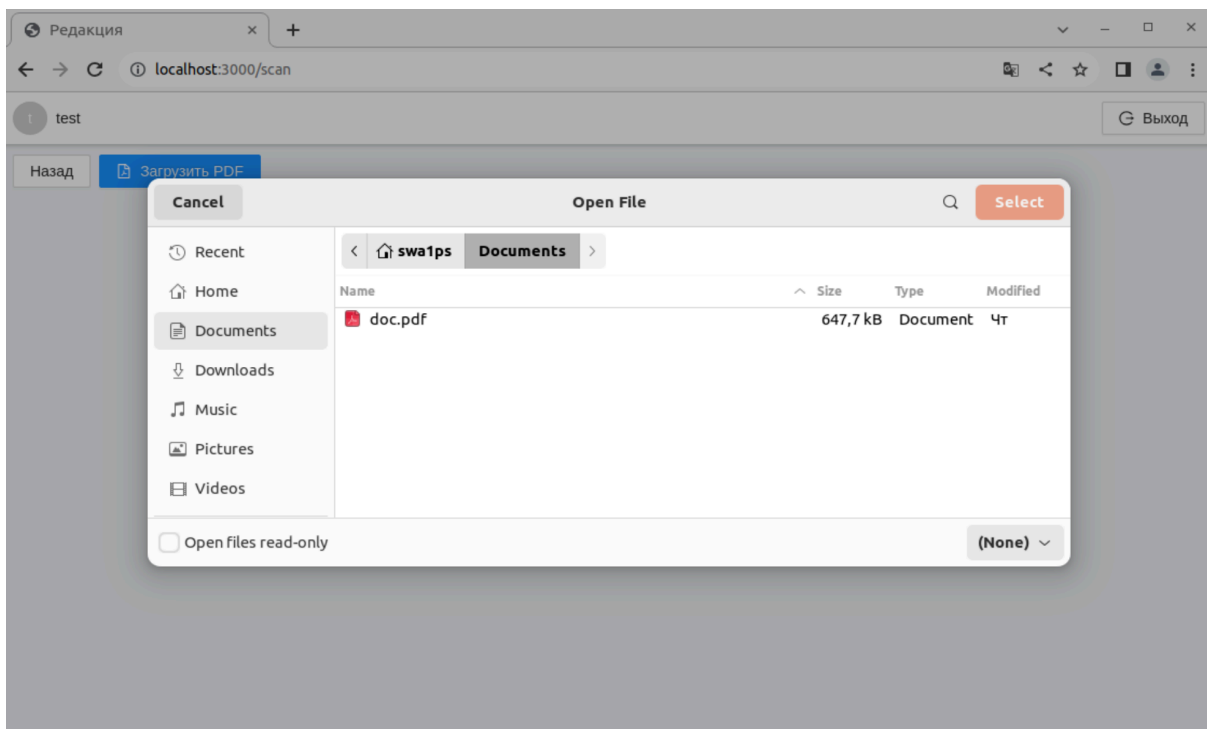 Редакция
localhost:3000/scan
t test Выход
Назад Загрузить PDF
Cancel Open File Select
Recent swa1ps Documents
Home Name Size Type Modified
Documents doc.pdf 647,7 kB Document Чт
Downloads
Music
Pictures
Videos
Open files read-only (None)